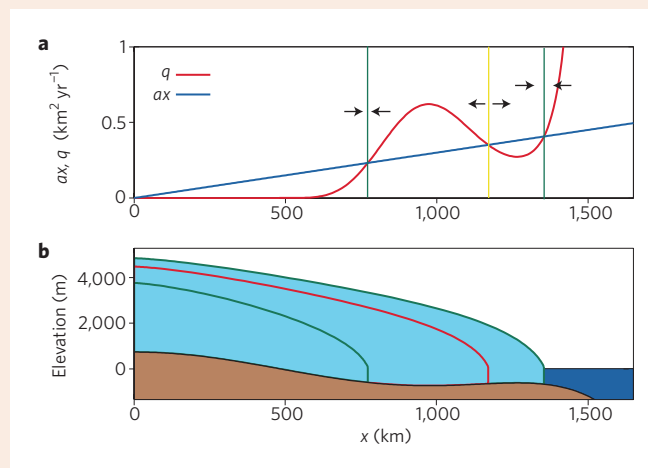 a
1
0.5
0
ax, q (km² yr⁻¹)
q
ax
0 500 1,000 1,500
b
4,000
2,000
0
Elevation (m)
0 500 1,000 1,500
x (km)